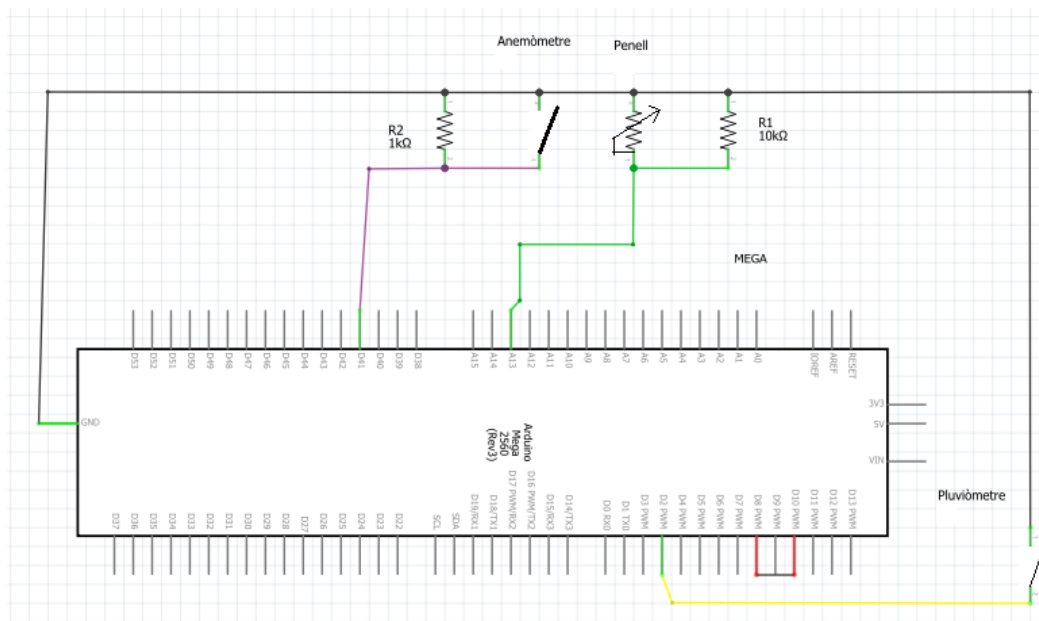 Anemòmetre
Penell
R2
1kΩ
R1
10kΩ
MEGA
D53
D52
D51
D50
D49
D48
D47
D46
D45
D44
D43
D42
D41
D40
D39
D38
A15
A14
A13
A12
A11
A10
A9
A8
A7
A6
A5
A4
A3
A2
A1
A0
IOREF
AREF
RESET
GND
3V3
5V
VIN
Arduino
Mega
2560
(Rev3)
Pluviòmetre
D37
D36
D35
D34
D33
D32
D31
D30
D29
D28
D27
D26
D25
D24
D23
D22
SCL
SDA
D19/RX1
D18/TX1
D17 PWM/RX2
D16 PWM/TX2
D15/RX3
D14/TX3
D0 RX0
D1 TX0
D3 PWM
D2 PWM
D4 PWM
D5 PWM
D6 PWM
D7 PWM
D8 PWM
D9 PWM
D10 PWM
D11 PWM
D12 PWM
D13 PWM